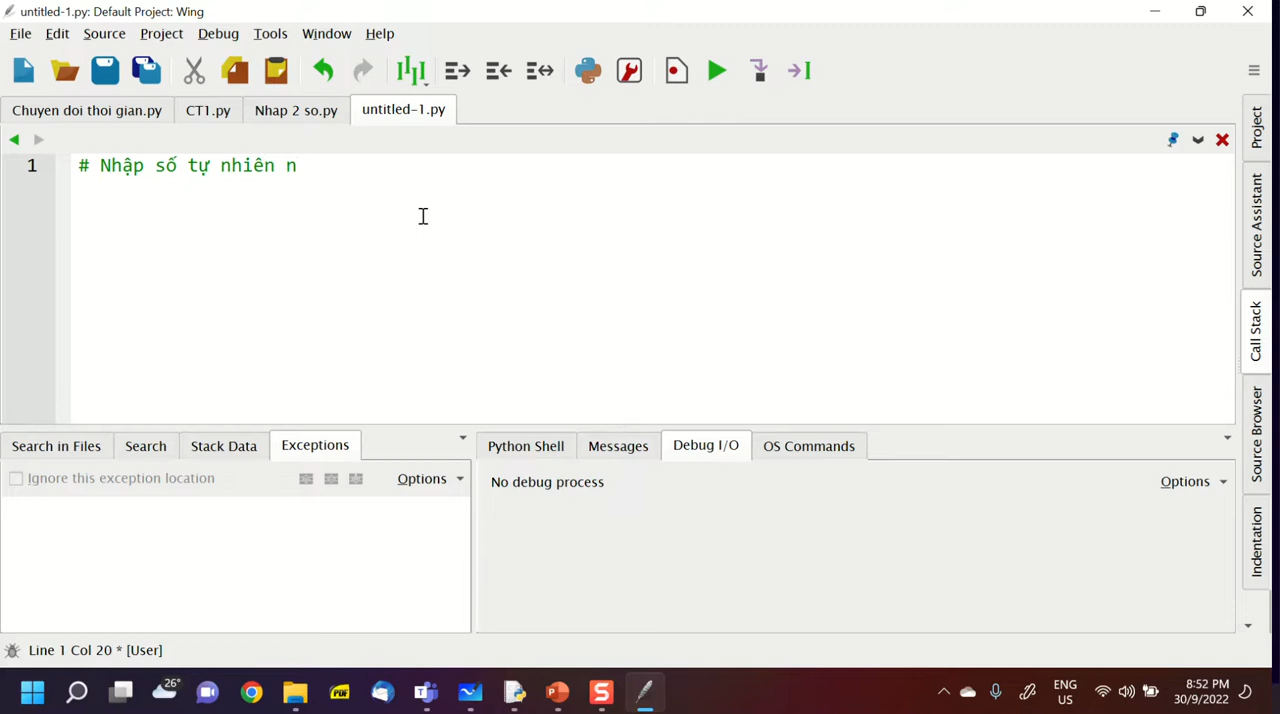 untitled-1.py: Default Project: Wing
File Edit Source Project Debug Tools Window Help
Chuyen doi thoi gian.py CT1.py Nhap 2 so.py untitled-1.py
1 # Nhập số tự nhiên n
Project
Source Assistant
Call Stack
Source Browser
Indentation
Search in Files Search Stack Data Exceptions
Ignore this exception location Options
Python Shell Messages Debug I/O OS Commands
No debug process Options
Line 1 Col 20 * [User]
26°
PDF
ENG
US
8:52 PM
30/9/2022